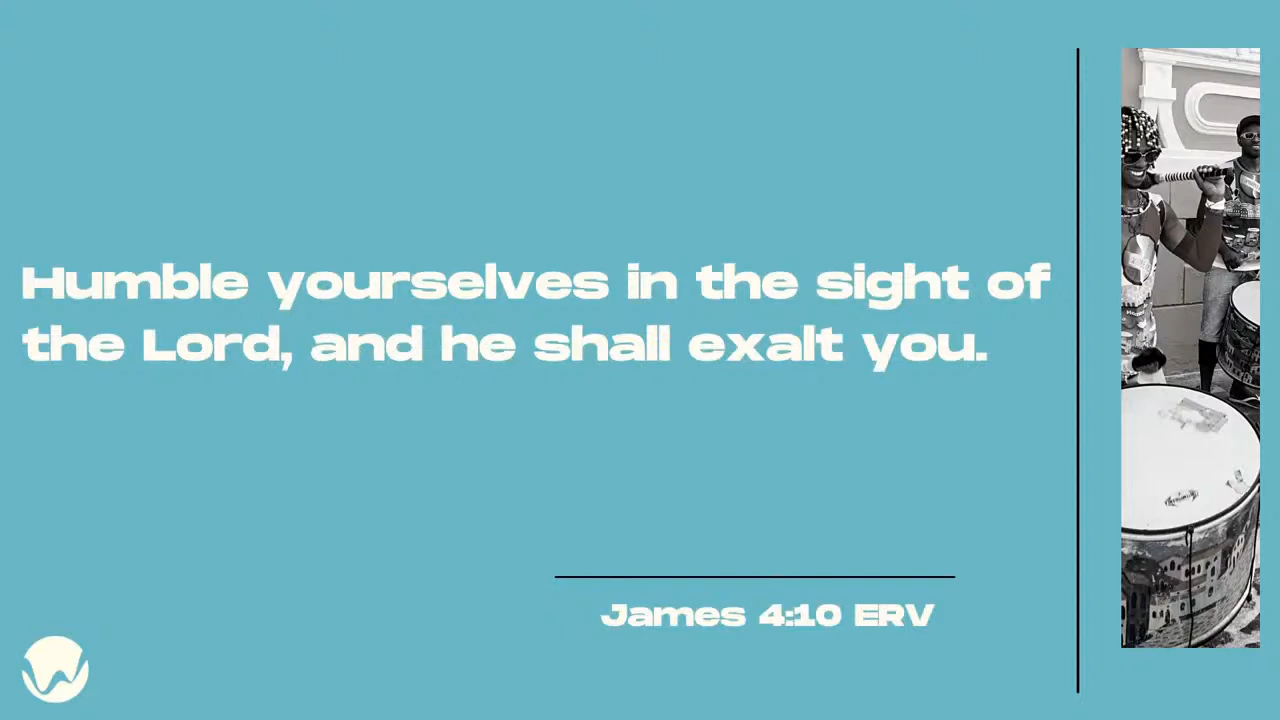 Humble yourselves in the sight of
the Lord, and he shall exalt you.
James 4:10 ERV